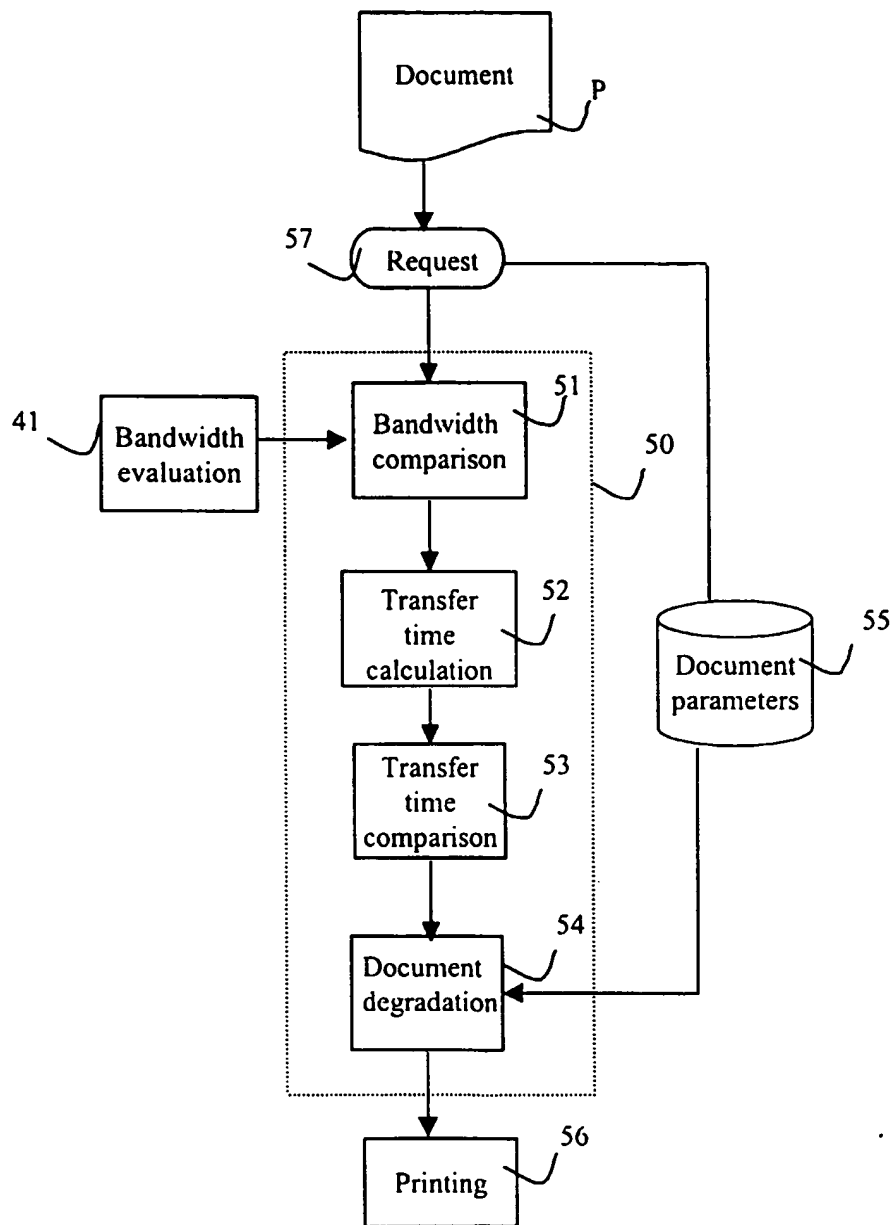 Document
P
57
Request
51
41
Bandwidth
evaluation
Bandwidth
comparison
50
52
Transfer
time
calculation
55
Document
parameters
53
Transfer
time
comparison
54
Document
degradation
56
Printing